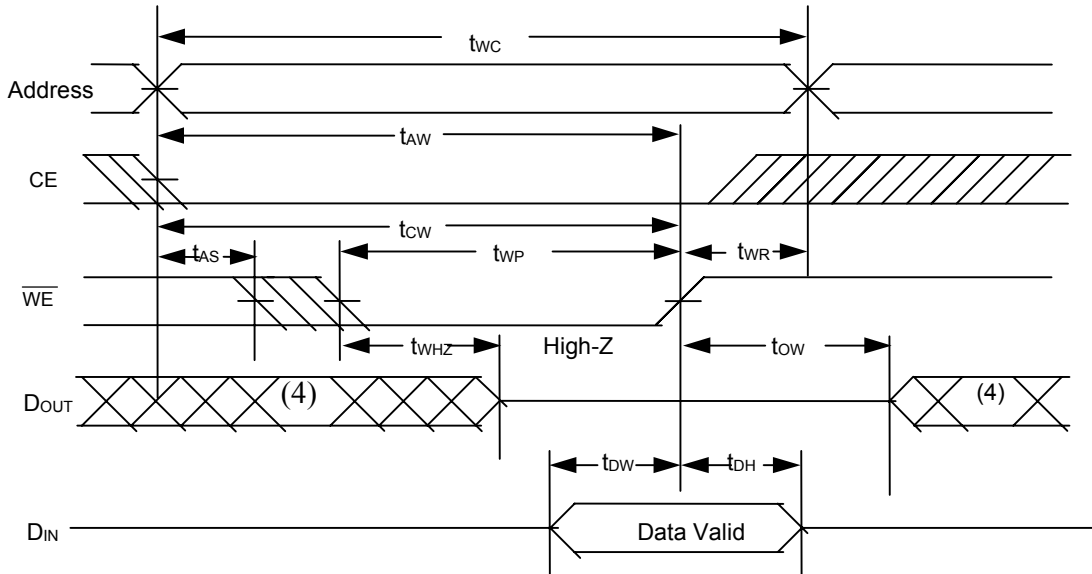 tWC
Address
tAW
CE
tCW
tAS
tWP
tWR
WE
tWHZ
High-Z
tOW
DOUT
(4)
(4)
tDW
tDH
DIN
Data Valid